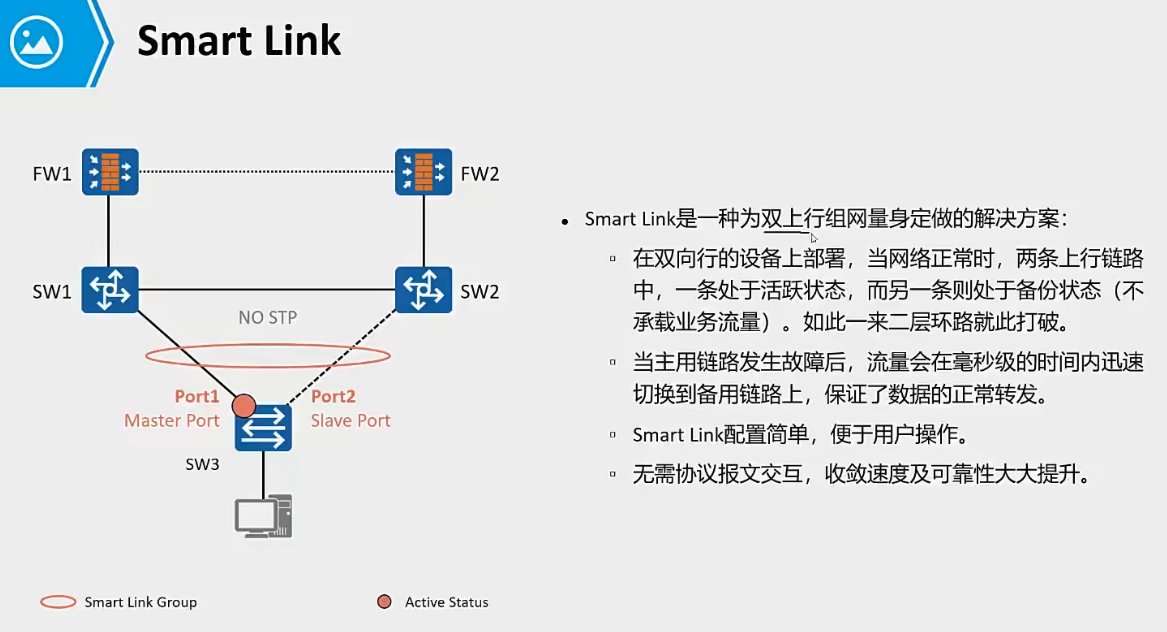 Smart Link
FW1
FW2
SW1
SW2
NO STP
Port1
Master Port
Port2
Slave Port
SW3
Smart Link Group
Active Status
Smart Link是一种为双上行组网量身定做的解决方案：
在双向行的设备上部署，当网络正常时，两条上行链路
中，一条处于活跃状态，而另一条则处于备份状态（不
承载业务流量）。如此一来二层环路就此打破。
当主用链路发生故障后，流量会在毫秒级的时间内迅速
切换到备用链路上，保证了数据的正常转发。
Smart Link配置简单，便于用户操作。
无需协议报文交互，收敛速度及可靠性大大提升。